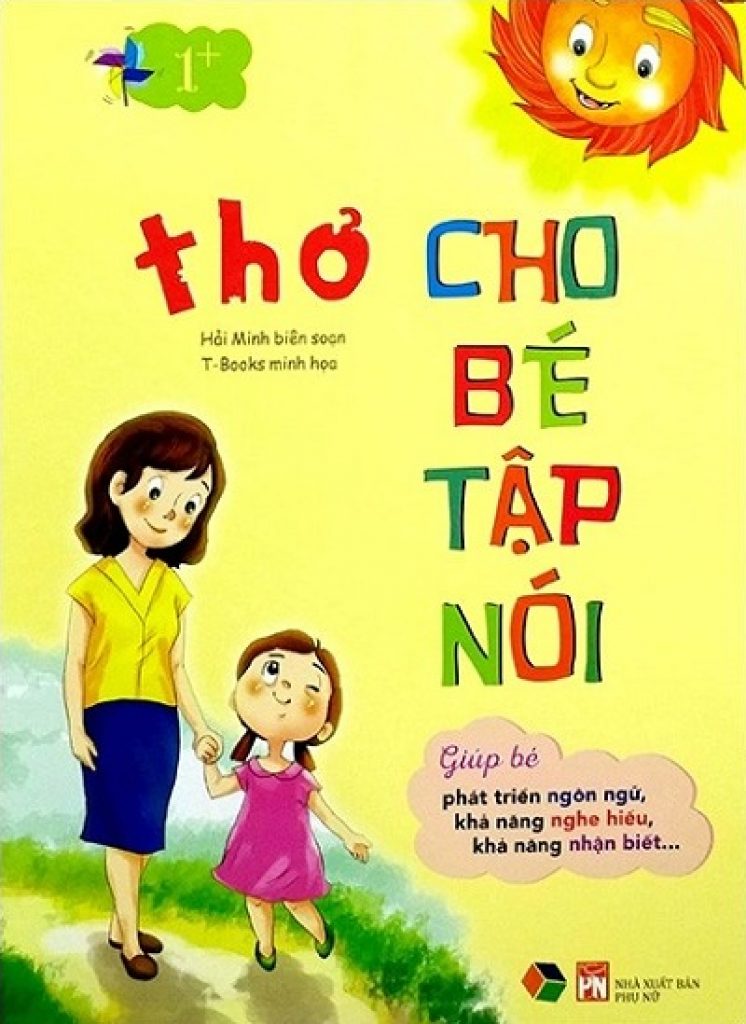 1+
thơ CHO
BÉ
TẬP
NÓI
Hải Minh biên soạn
T-Books minh họa
Giúp bé
phát triển ngôn ngữ,
khả năng nghe hiểu,
khả năng nhận biết...
PN
NHÀ XUẤT BẢN
PHỤ NỮ